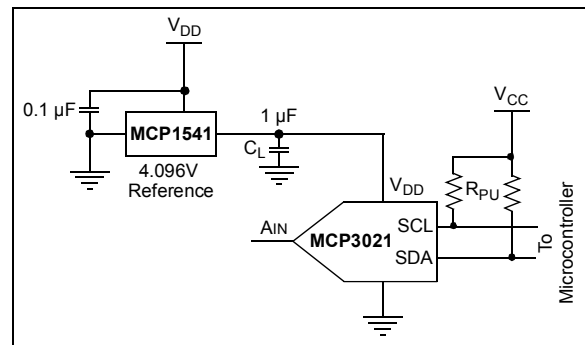 VDD
0.1 µF
MCP1541
1 µF
CL
4.096V
Reference
VCC
VDD
RPU
AIN
MCP3021
SCL
SDA
To
Microcontroller